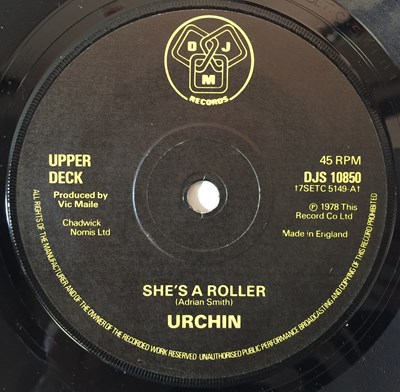 D J
M
RECORDS
UPPER
DECK
45 RPM
DJS 10850
17SETC 5149-A†
Produced by
Vic Maile
℗ 1978 This
Record Co Ltd
Chadwick
Nomis Ltd
Made in England
SHE'S A ROLLER
(Adrian Smith)
URCHIN
ALL RIGHTS OF THE MANUFACTURER AND OF THE OWNER OF THE RECORDED WORK RESERVED UNAUTHORISED PUBLIC PERFORMANCE BROADCASTING AND COPYING OF THIS RECORD PROHIBITED